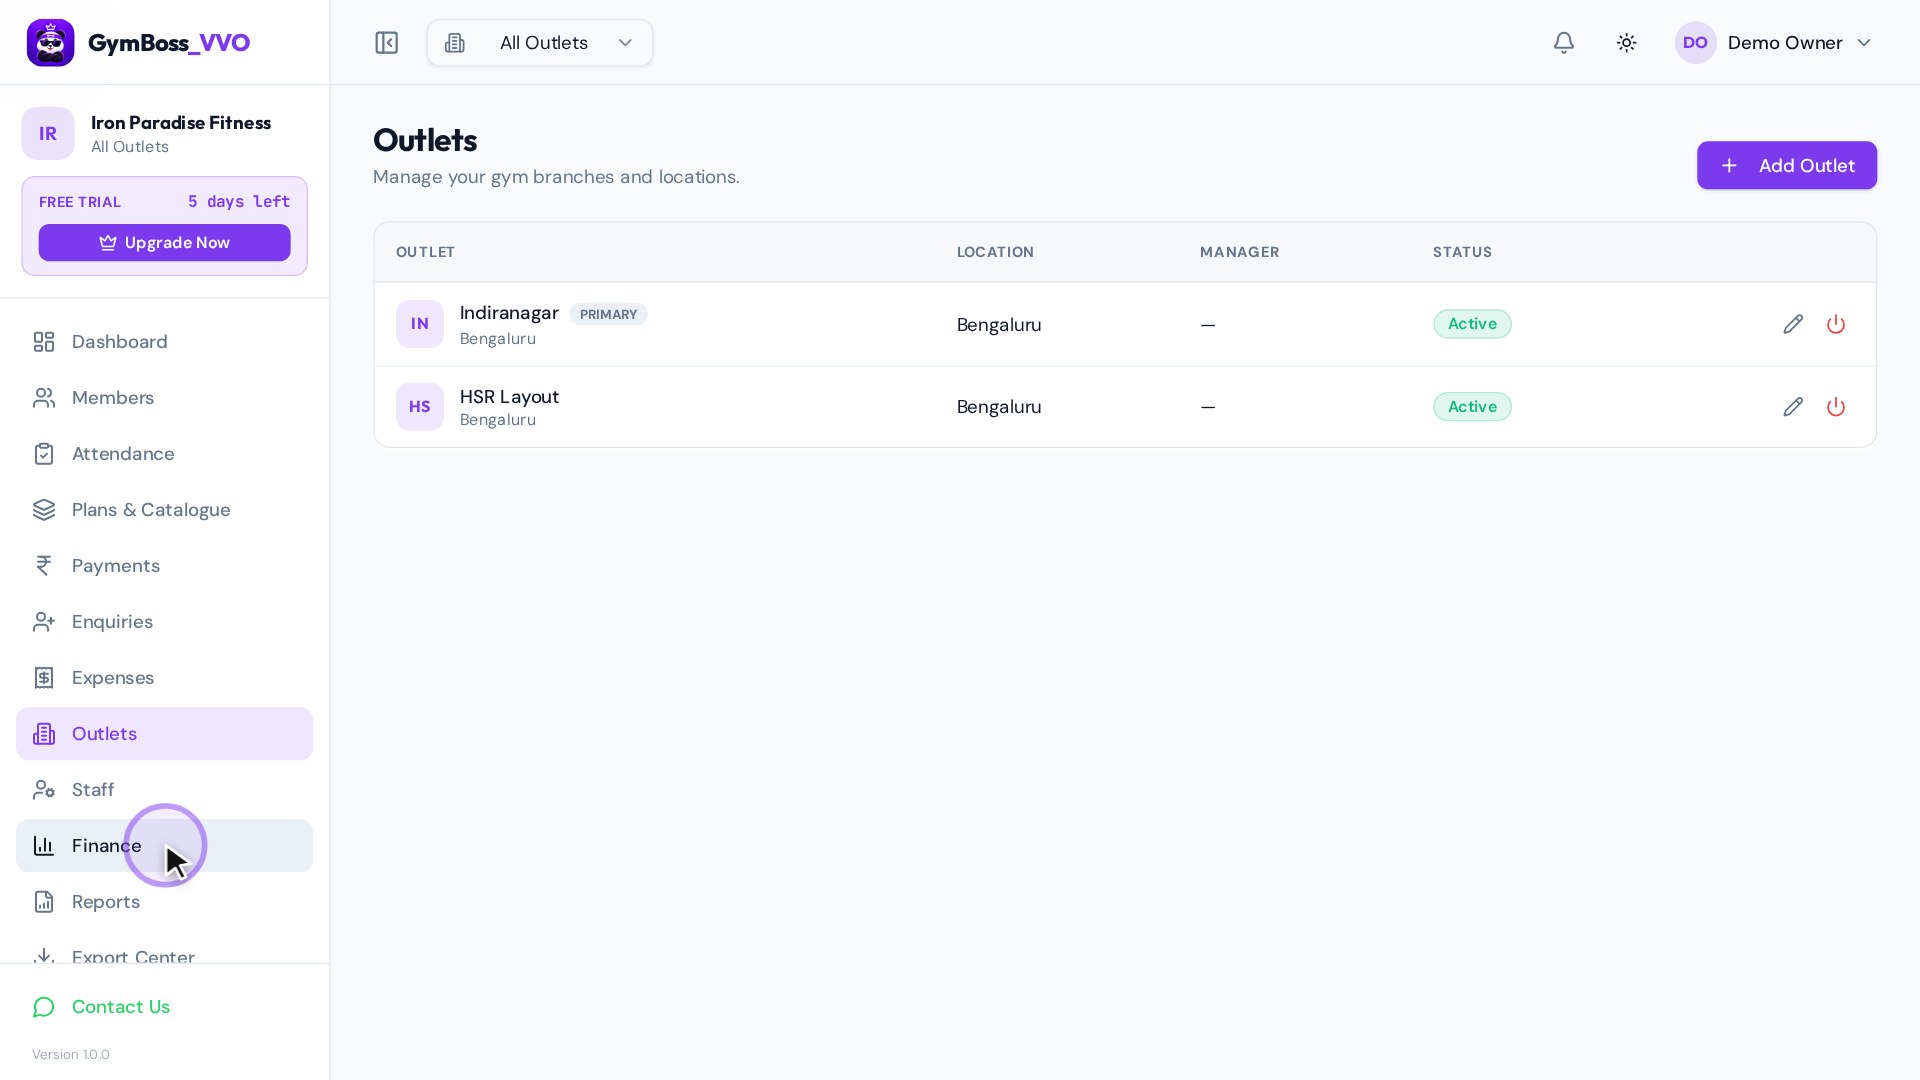 GymBoss_VVO
All Outlets
DO
Demo Owner
IR
Iron Paradise Fitness
All Outlets
FREE TRIAL
5 days left
Upgrade Now
Dashboard
Members
Attendance
Plans & Catalogue
Payments
Enquiries
Expenses
Outlets
Staff
Finance
Reports
Export Center
Contact Us
Version 1.0.0
Outlets
Manage your gym branches and locations.
Add Outlet
OUTLET
LOCATION
MANAGER
STATUS
IN
Indiranagar
PRIMARY
Bengaluru
Bengaluru
—
Active
HS
HSR Layout
Bengaluru
Bengaluru
—
Active